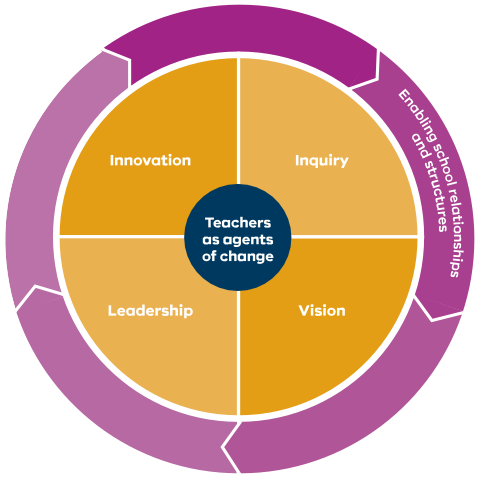 Innovation
Inquiry
Enabling school relationships
and structures
Teachers
as agents
of change
Leadership
Vision